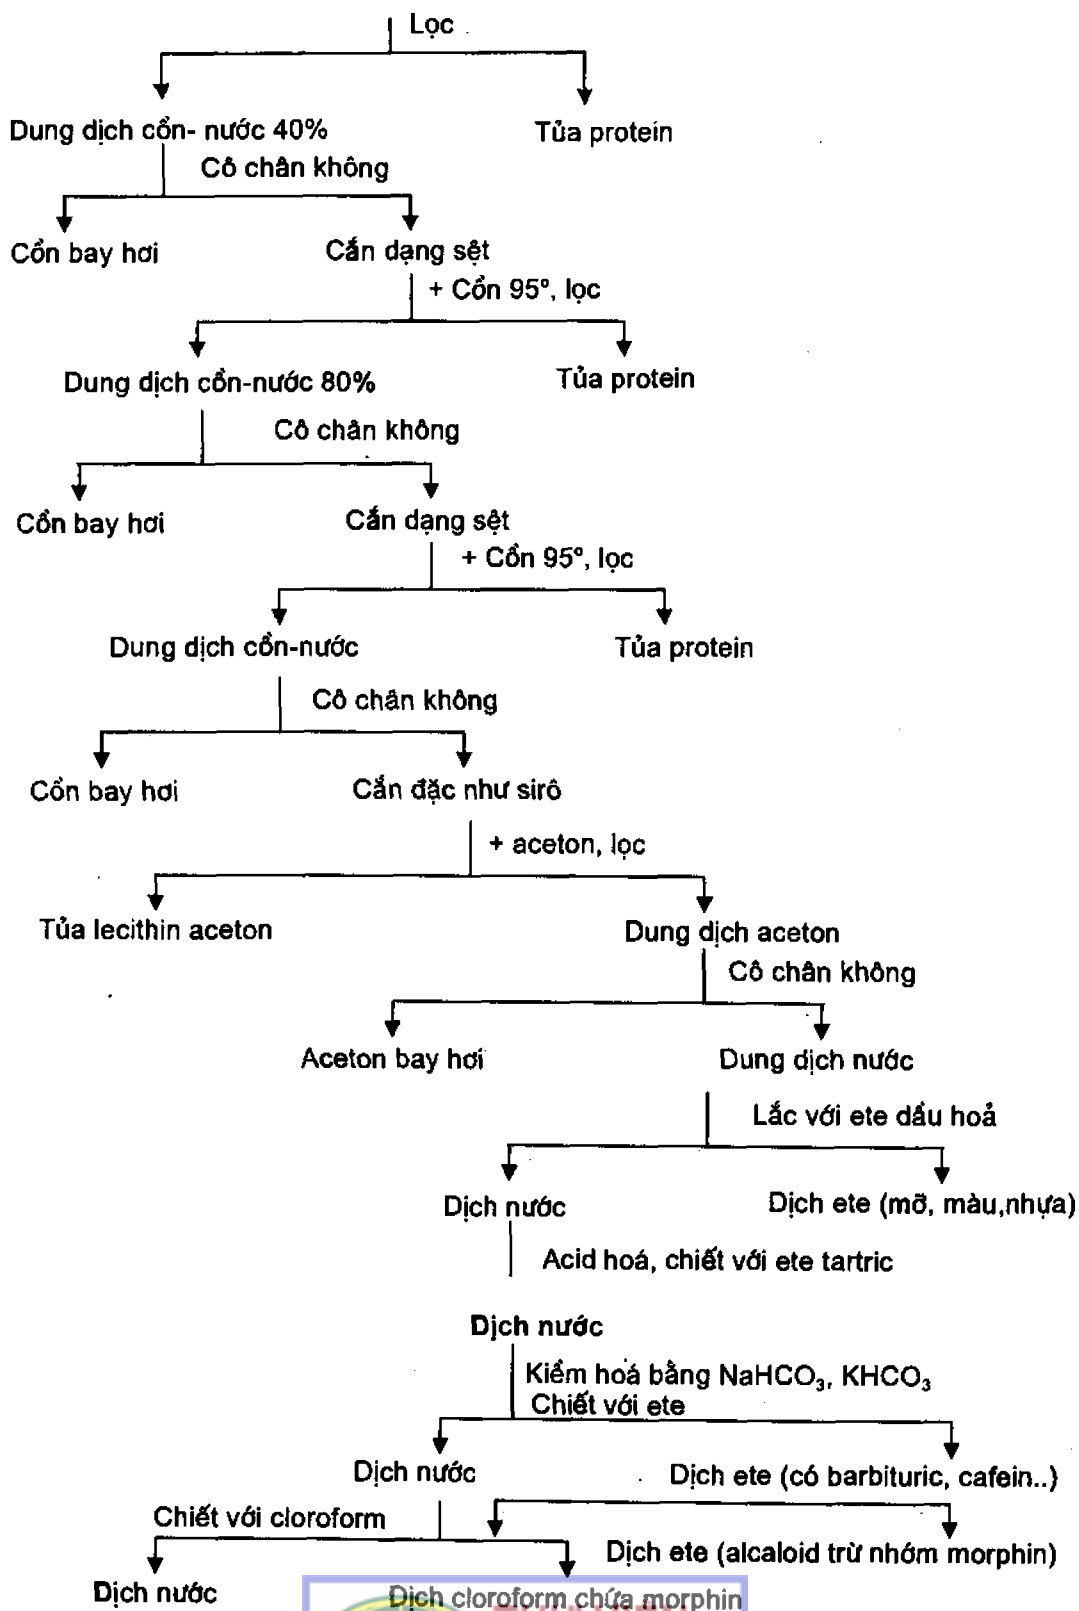 Lọc
Dung dịch cồn- nước 40%
Tủa protein
Cô chân không
Cồn bay hơi
Cắn dạng sệt
+ Cồn 95º, lọc
Dung dịch cồn-nước 80%
Tủa protein
Cô chân không
Cồn bay hơi
Cắn dạng sệt
+ Cồn 95º, lọc
Dung dịch cồn-nước
Tủa protein
Cô chân không
Cồn bay hơi
Cắn đặc như sirô
+ aceton, lọc
Tủa lecithin aceton
Dung dịch aceton
Cô chân không
Aceton bay hơi
Dung dịch nước
Lắc với ete dầu hoả
Dịch nước
Dịch ete (mỡ, màu,nhựa)
Acid hoá, chiết với ete tartric
Dịch nước
Kiềm hoá bằng NaHCO₃, KHCO₃
Chiết với ete
Dịch nước
Dịch ete (có barbituric, cafein..)
Chiết với cloroform
Dịch ete (alcaloid trừ nhóm morphin)
Dịch nước
Dịch cloroform chứa morphin